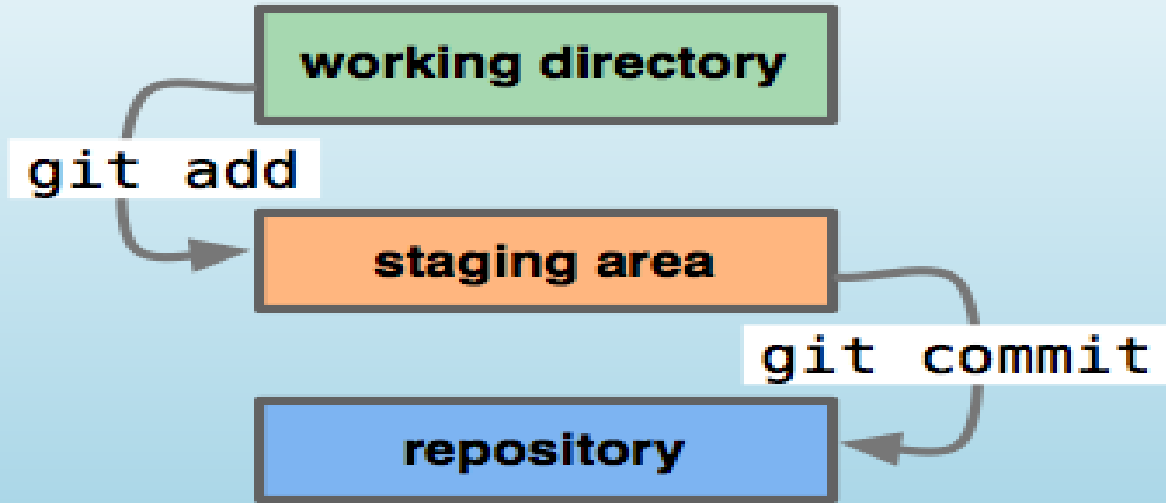 working directory
git add
staging area
git commit
repository